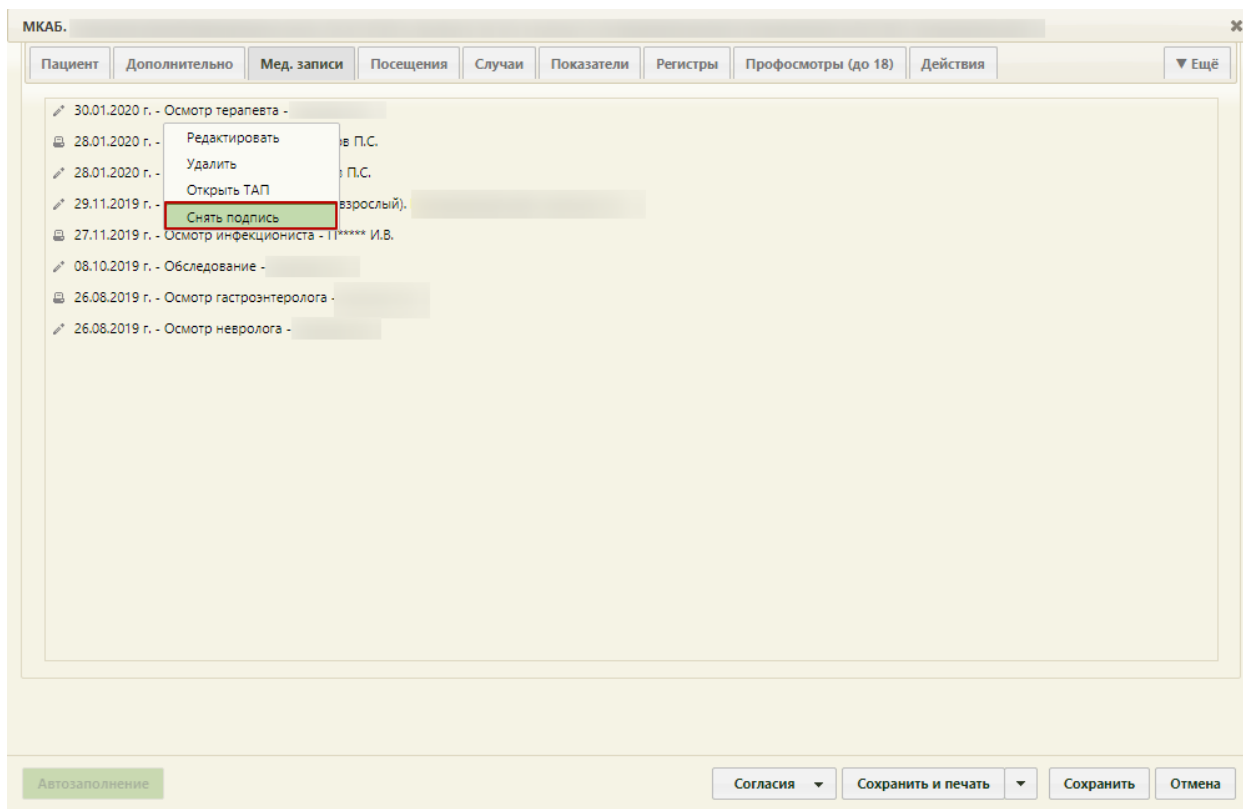 МКАБ.
Пациент Дополнительно Мед. записи Посещения Случаи Показатели Регистры Профосмотры (до 18) Действия ▼ Ещё
30.01.2020 г. - Осмотр терапевта -
Редактировать
28.01.2020 г. - в П.С.
Удалить
28.01.2020 г. - П.С.
Открыть ТАП
29.11.2019 г. - взрослый).
Снять подпись
27.11.2019 г. - Осмотр инфекциониста - П***** И.В.
08.10.2019 г. - Обследование -
26.08.2019 г. - Осмотр гастроэнтеролога -
26.08.2019 г. - Осмотр невролога -
Автозаполнение Согласия Сохранить и печать Сохранить Отмена